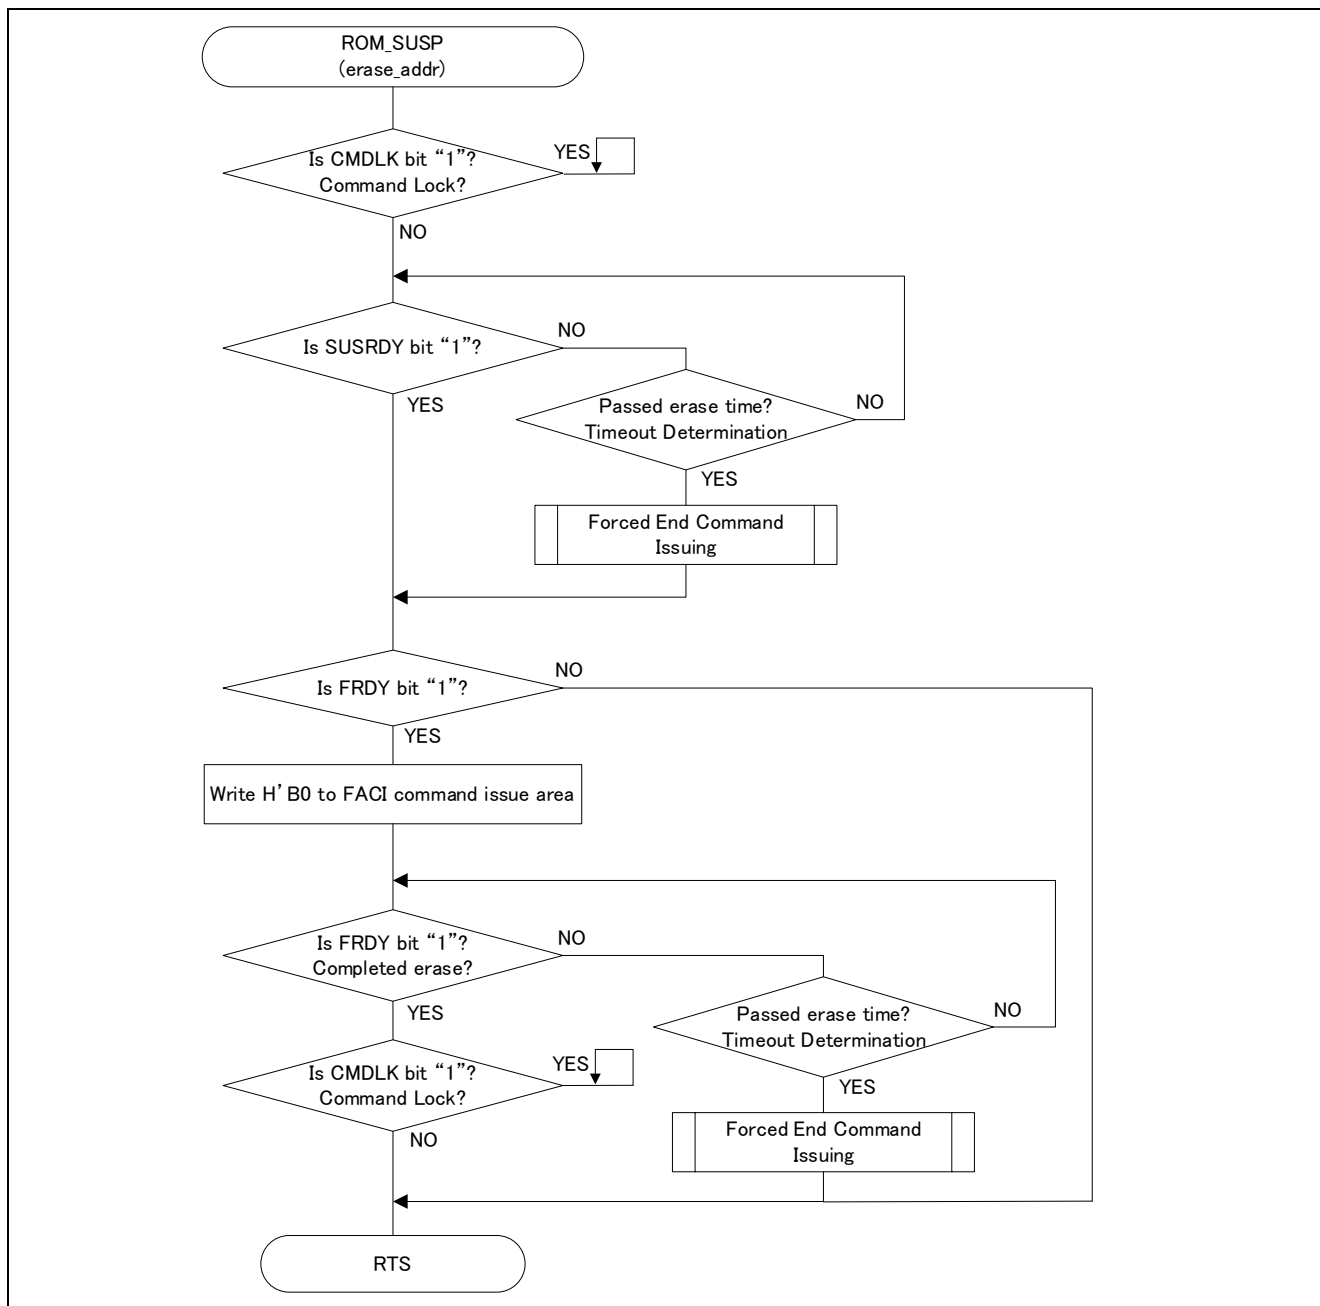 ROM_SUSP
(erase_addr)
Is CMDLK bit “1”?
Command Lock?
YES
NO
Is SUSRDY bit “1”?
NO
YES
Passed erase time?
Timeout Determination
NO
YES
Forced End Command
Issuing
Is FRDY bit “1”?
NO
YES
Write H’B0 to FACI command issue area
Is FRDY bit “1”?
Completed erase?
NO
YES
Passed erase time?
Timeout Determination
NO
YES
Is CMDLK bit “1”?
Command Lock?
YES
NO
Forced End Command
Issuing
RTS